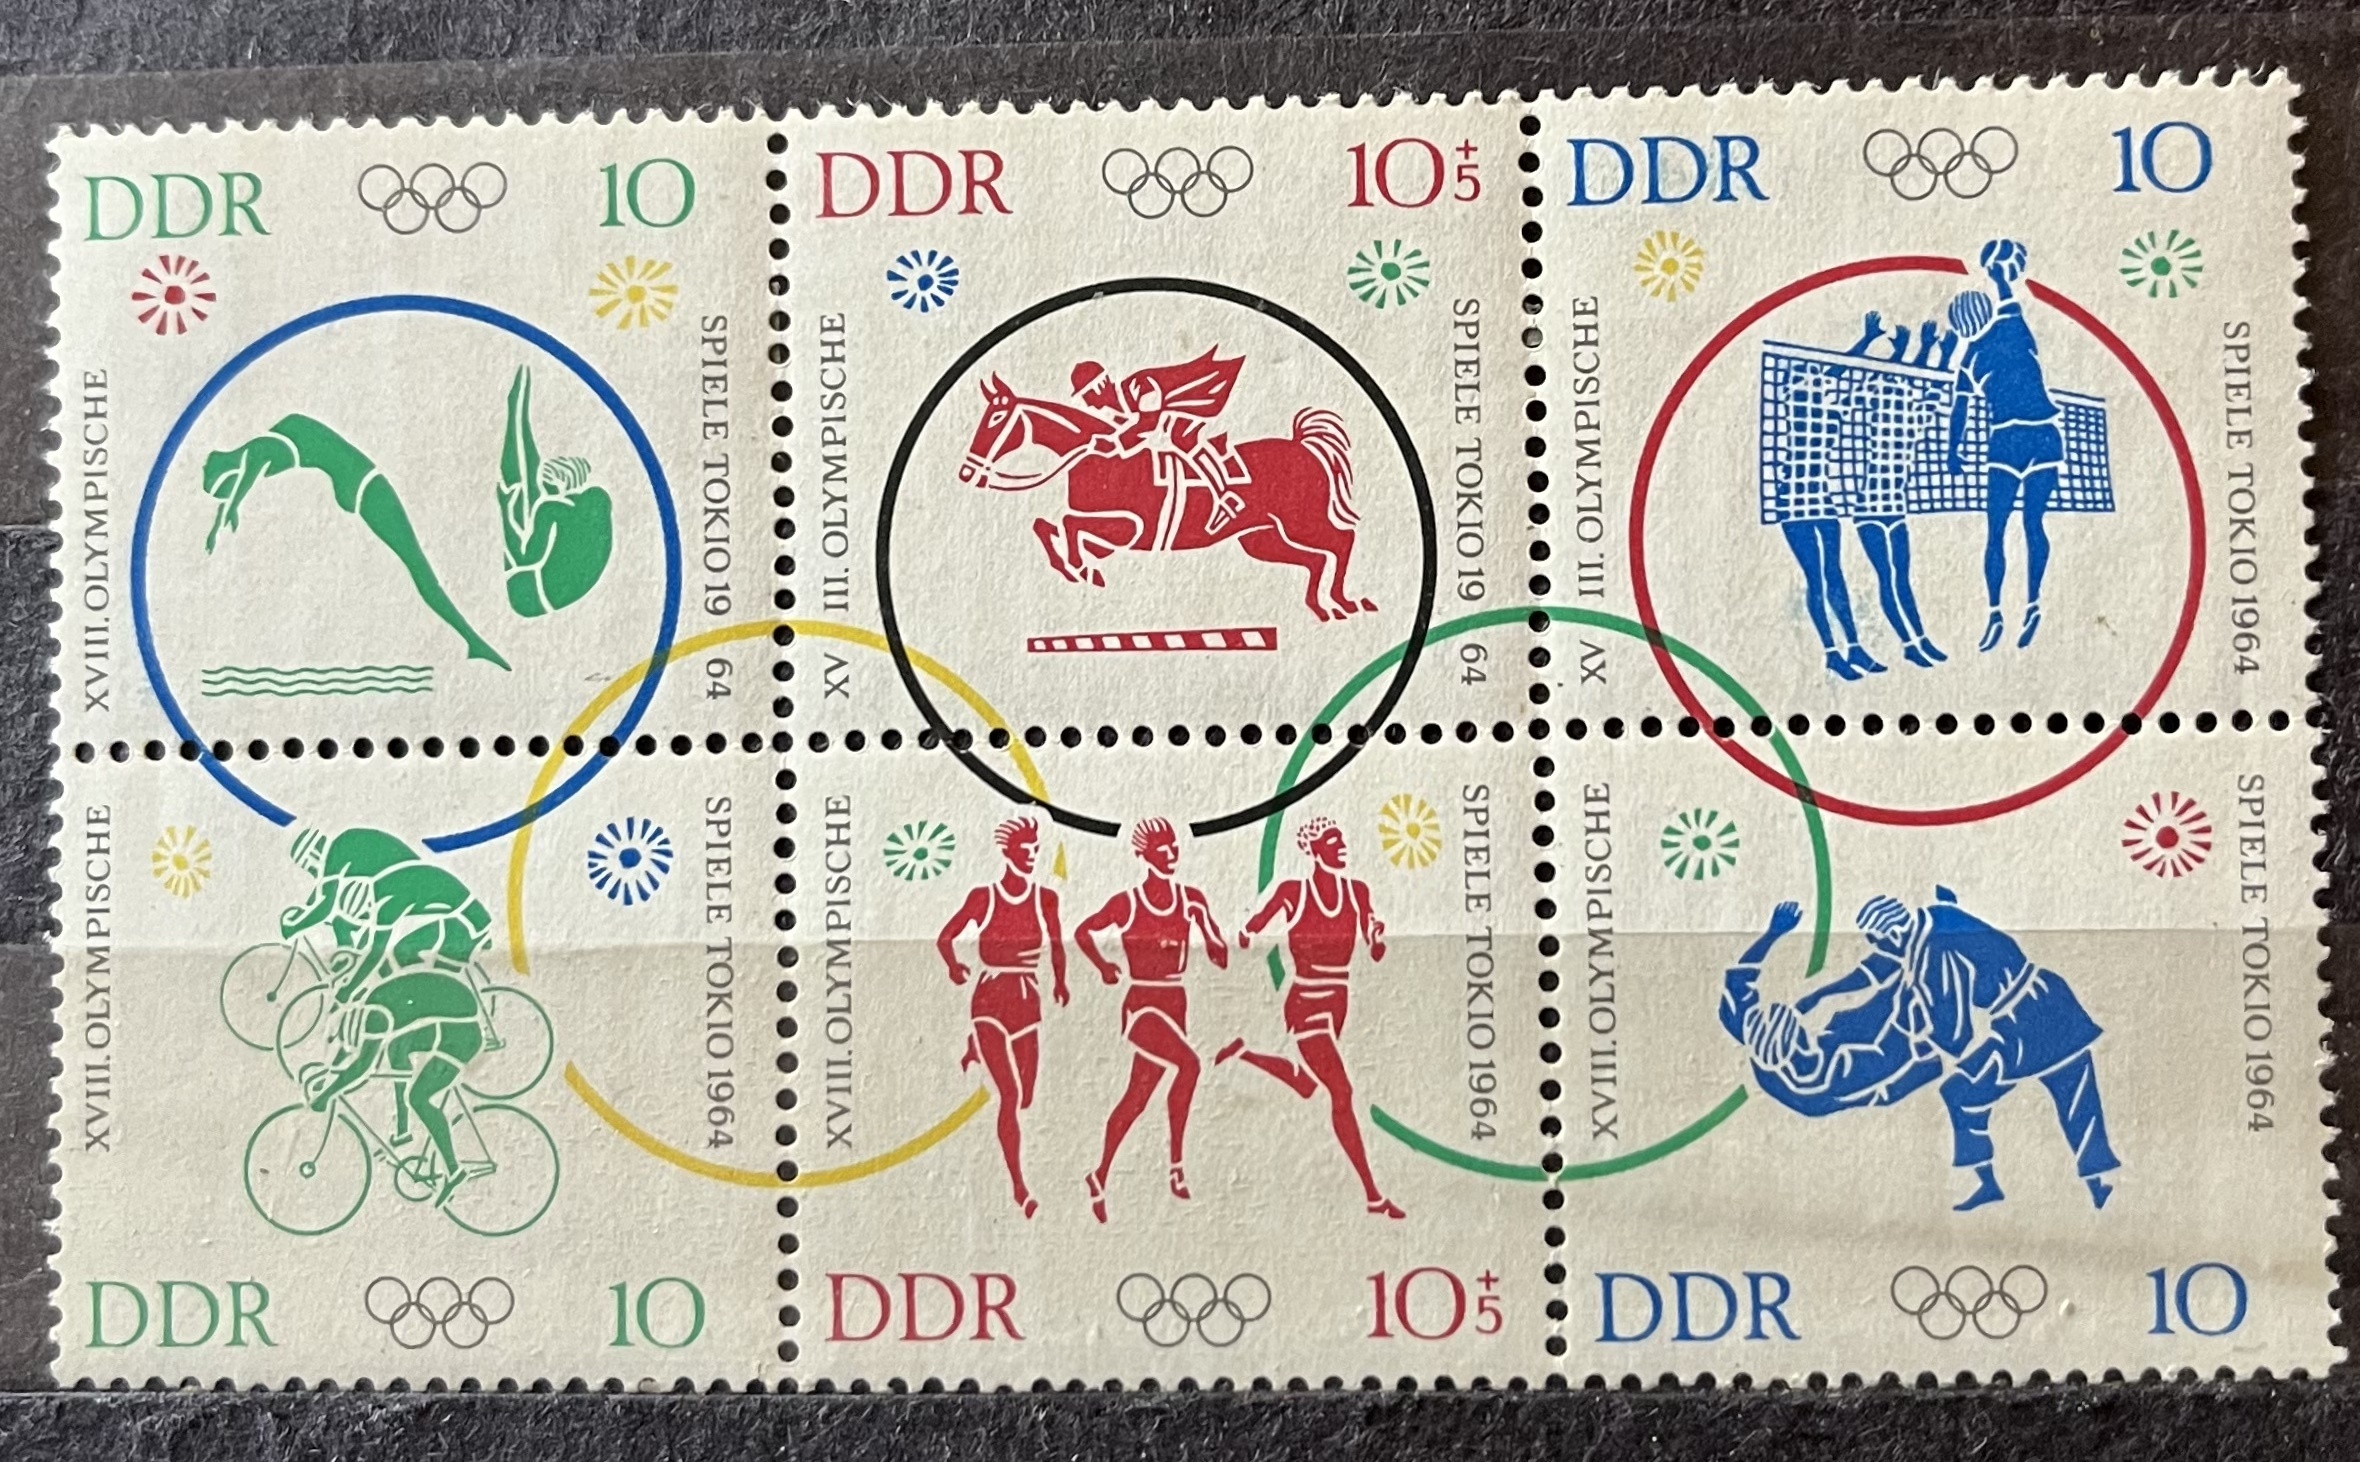 DDR 10
XVIII. OLYMPISCHE
SPIELE TOKIO 19 64
DDR 10+5
XV III. OLYMPISCHE
SPIELE TOKIO 19 64
DDR 10
XV III. OLYMPISCHE
SPIELE TOKIO 1964
XVIII. OLYMPISCHE
SPIELE TOKIO 1964
DDR 10
XVIII. OLYMPISCHE
SPIELE TOKIO 1964
DDR 10+5
XVIII. OLYMPISCHE
SPIELE TOKIO 1964
DDR 10